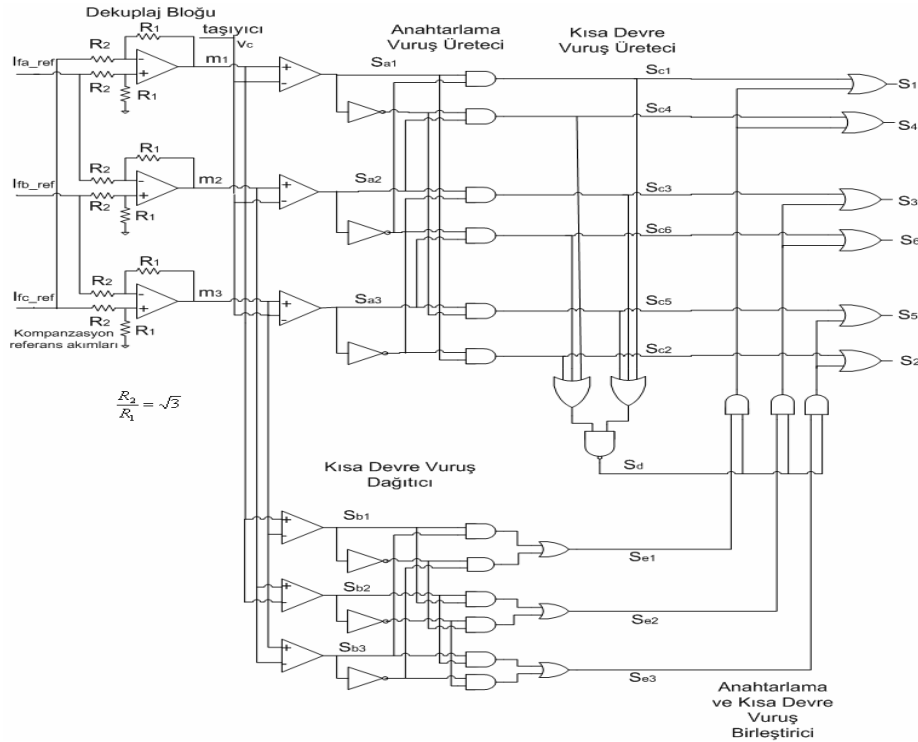 Dekuplaj Bloğu
R1
taşıyıcı
vc
R2
Ifa_ref
R2
R1
m1
Anahtarlama
Vuruş Üreteci
Kısa Devre
Vuruş Üreteci
Sa1
Sc1
S1
Sc4
S4
R1
R2
Ifb_ref
R2
R1
m2
Sa2
Sc3
S3
Sc6
S6
R1
R2
Ifc_ref
R2
R1
m3
Sa3
Sc5
S5
Sc2
S2
Kompanzasyon
referans akımları
R2/R1 = √3
Sd
Kısa Devre Vuruş
Dağıtıcı
Sb1
Se1
Sb2
Se2
Sb3
Se3
Anahtarlama
ve Kısa Devre
Vuruş
Birleştirici